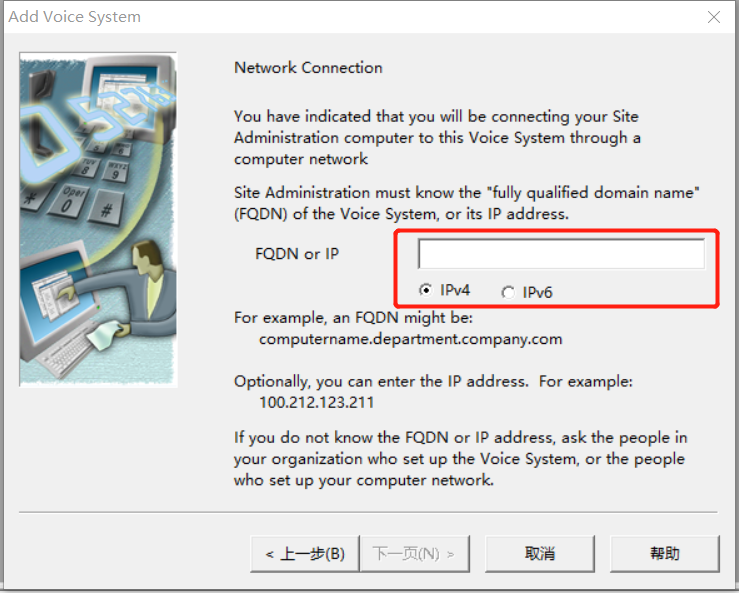 Add Voice System
Network Connection
You have indicated that you will be connecting your Site
Administration computer to this Voice System through a
computer network
Site Administration must know the "fully qualified domain name"
(FQDN) of the Voice System, or its IP address.
FQDN or IP
IPv4 IPv6
For example, an FQDN might be:
computername.department.company.com
Optionally, you can enter the IP address. For example:
100.212.123.211
If you do not know the FQDN or IP address, ask the people in
your organization who set up the Voice System, or the people
who set up your computer network.
< 上一步(B) 下一页(N) > 取消 帮助
Oper
0 #